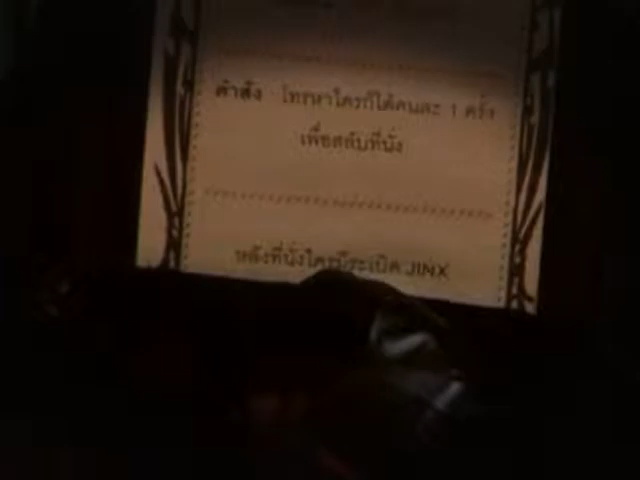 คำสั่ง โทรหาใครก็ได้คนละ 1 ครั้ง
เพื่อสลับที่นั่ง
หลังที่นั่งใครมีระเบิด JINX